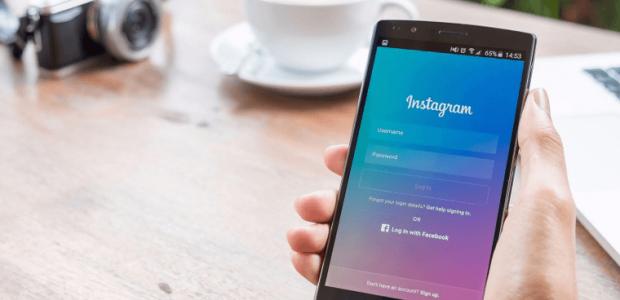 65% 14:53
Instagram
Username
Password
Log In
Forgot your login details? Get help signing in.
OR
Log In with Facebook
Don't have an account? Sign up.